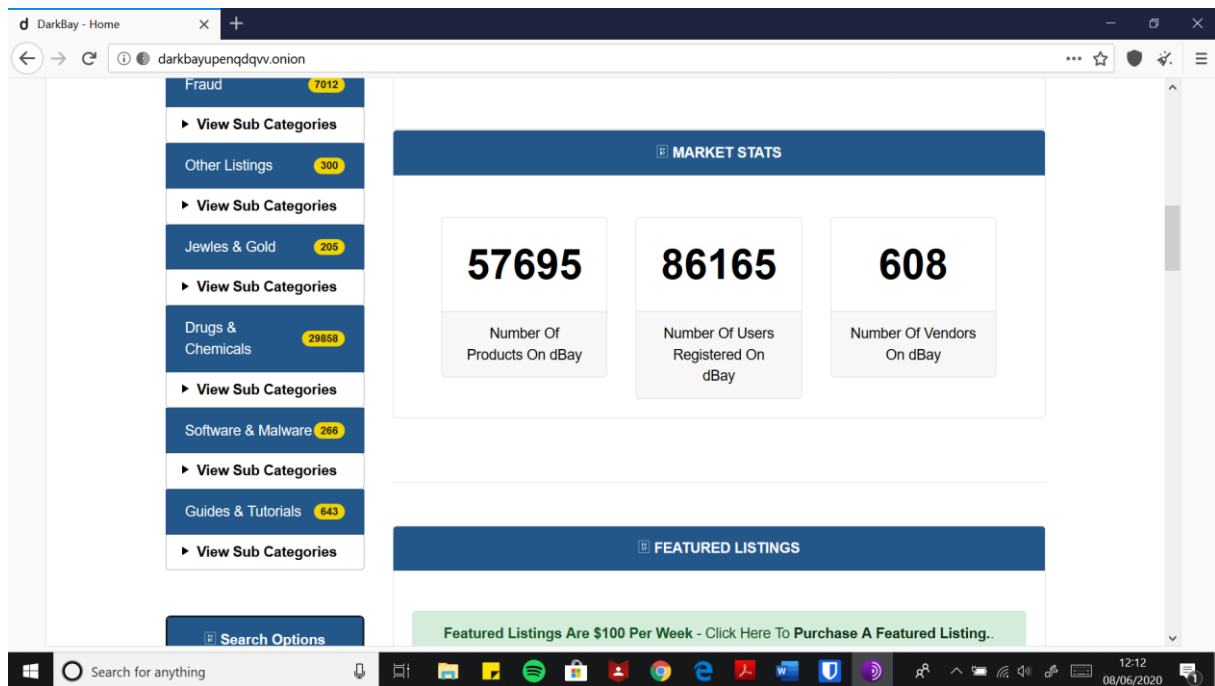 d DarkBay - Home
darkbayupenqdqvv.onion
Fraud 7012
View Sub Categories
Other Listings 300
View Sub Categories
Jewles & Gold 205
View Sub Categories
Drugs &
Chemicals 29858
View Sub Categories
Software & Malware 266
View Sub Categories
Guides & Tutorials 643
View Sub Categories
Search Options
MARKET STATS
57695
Number Of
Products On dBay
86165
Number Of Users
Registered On
dBay
608
Number Of Vendors
On dBay
FEATURED LISTINGS
Featured Listings Are $100 Per Week - Click Here To Purchase A Featured Listing..
Search for anything
12:12
08/06/2020
1